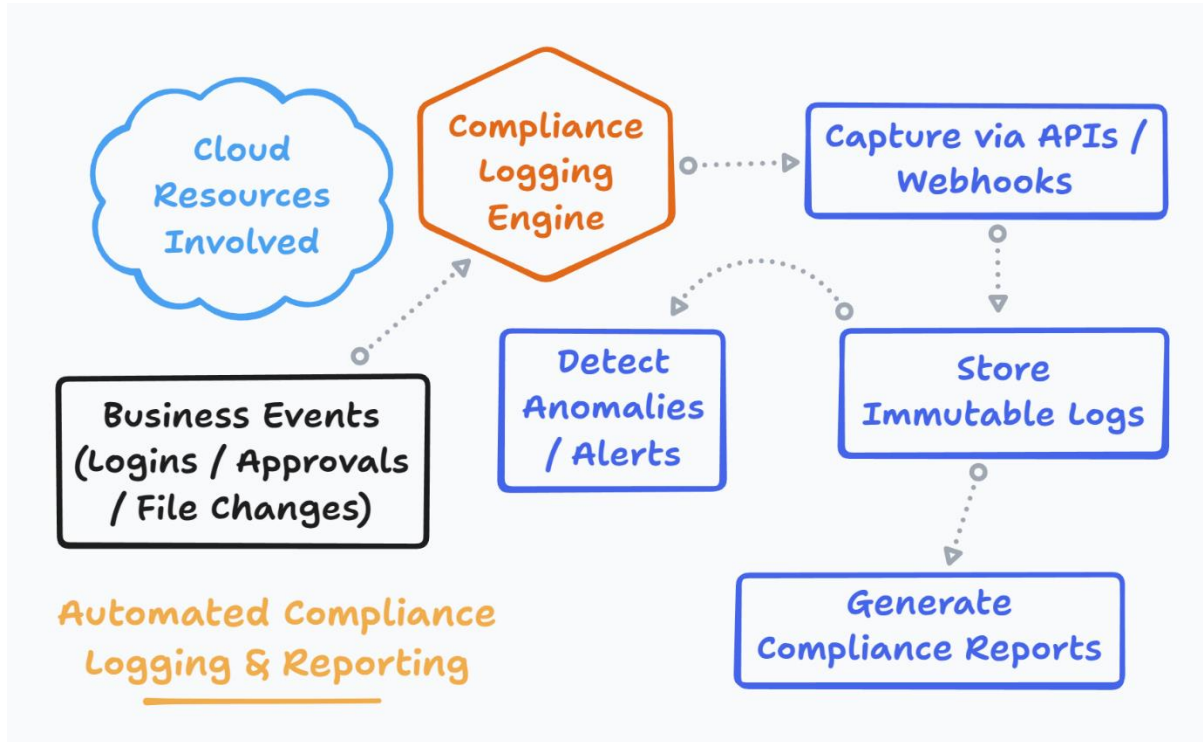 Cloud
Resources
Involved
Compliance
Logging
Engine
Capture via APIs /
Webhooks
Detect
Anomalies
/ Alerts
Store
Immutable Logs
Business Events
(Logins / Approvals
/ File Changes)
Generate
Compliance Reports
Automated Compliance
Logging & Reporting